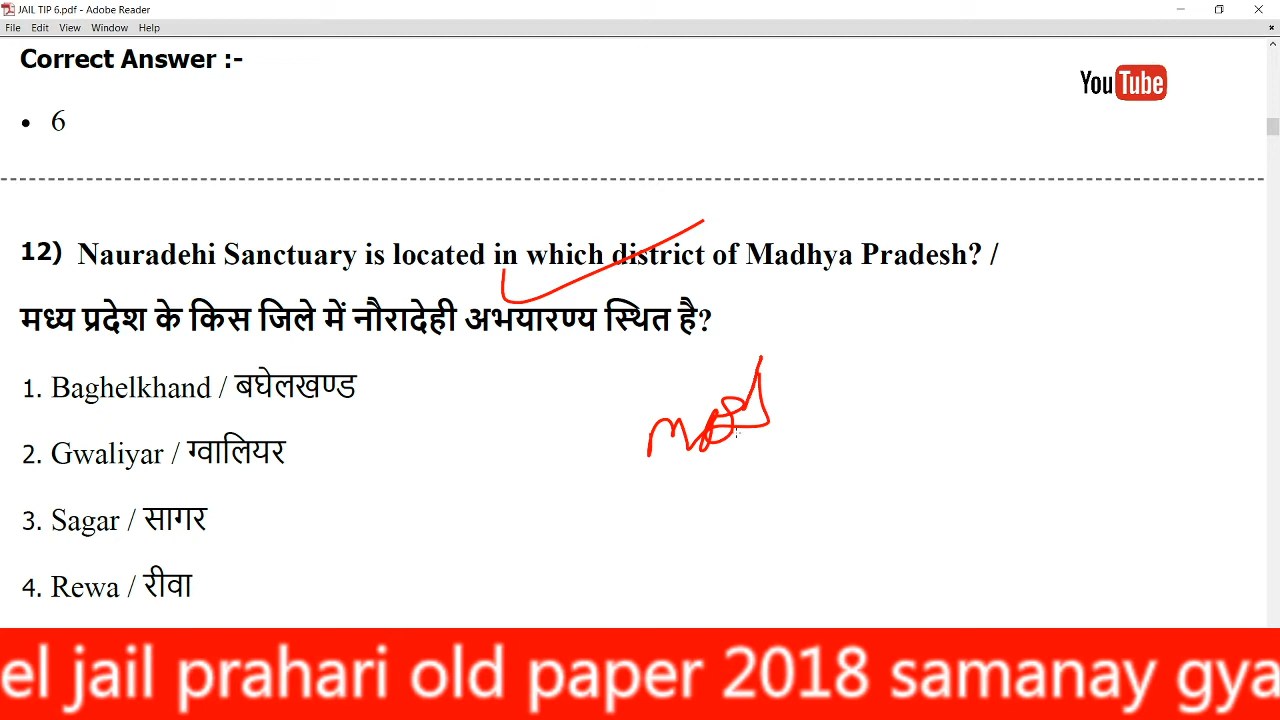 JAIL TIP 6.pdf - Adobe Reader
File Edit View Window Help
Correct Answer :-
YouTube
• 6
12) Nauradehi Sanctuary is located in which district of Madhya Pradesh? /
मध्य प्रदेश के किस जिले में नौरादेही अभयारण्य स्थित है?
1. Baghelkhand / बघेलखण्ड
2. Gwaliyar / ग्वालियर
3. Sagar / सागर
4. Rewa / रीवा
el jail prahari old paper 2018 samanay gya